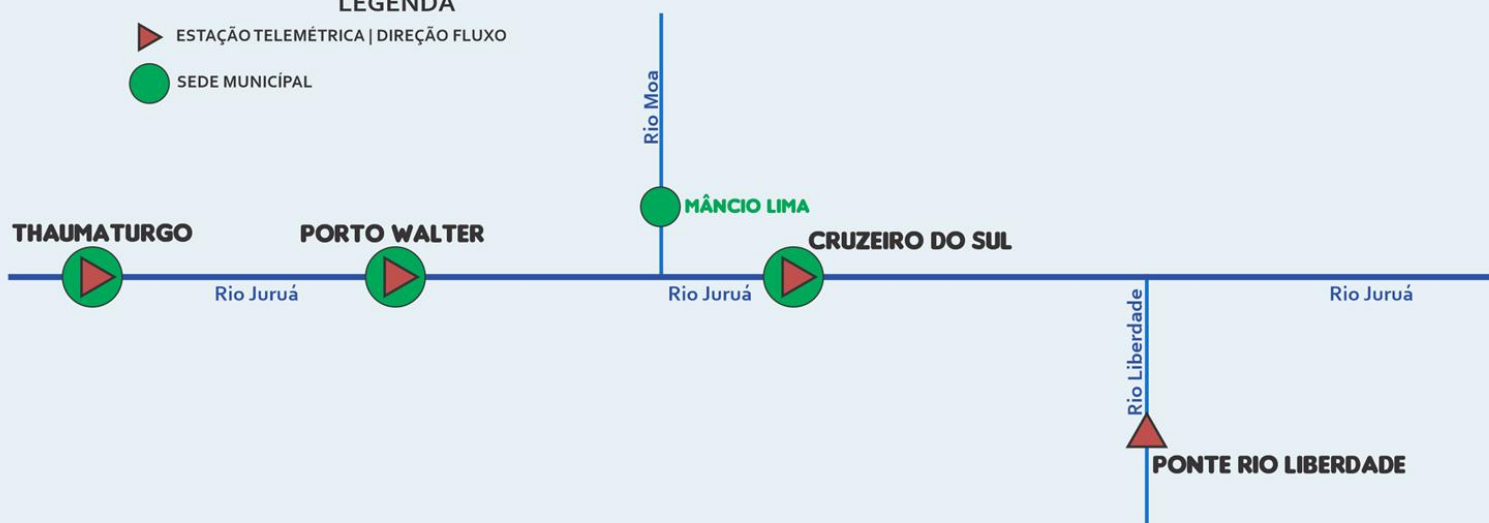 LEGENDA
ESTAÇÃO TELEMÉTRICA | DIREÇÃO FLUXO
SEDE MUNICÍPAL
Rio Moa
MÂNCIO LIMA
THAUMATURGO
PORTO WALTER
CRUZEIRO DO SUL
Rio Juruá
Rio Juruá
Rio Juruá
Rio Liberdade
PONTE RIO LIBERDADE